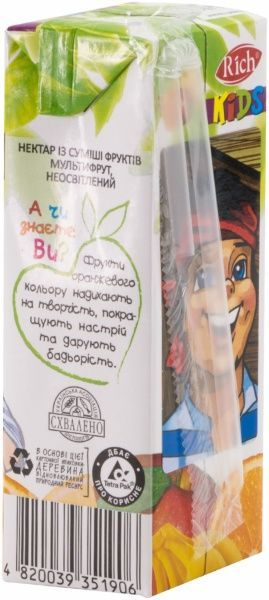 Rich
KIDS
НЕКТАР ІЗ СУМІШІ ФРУКТІВ
МУЛЬТИФРУТ,
НЕОСВІТЛЕНИЙ
А чи
знаєте
Ви?
Фрукти
оранжевого
кольору надихають
на творчість, покра-
щують настрій
та дарують
бадьорість.
СХВАЛЕНО
В ОСНОВІ ЦІЄЇ
КАРТОННОЇ УПАКОВКИ
ДЕРЕВИНА
ВІДНОВЛЮВАНИЙ
ПРИРОДНИЙ РЕСУРС
ДБАЄ
Tetra Pak
ПРО КОРИСНЕ
4 820039 351906